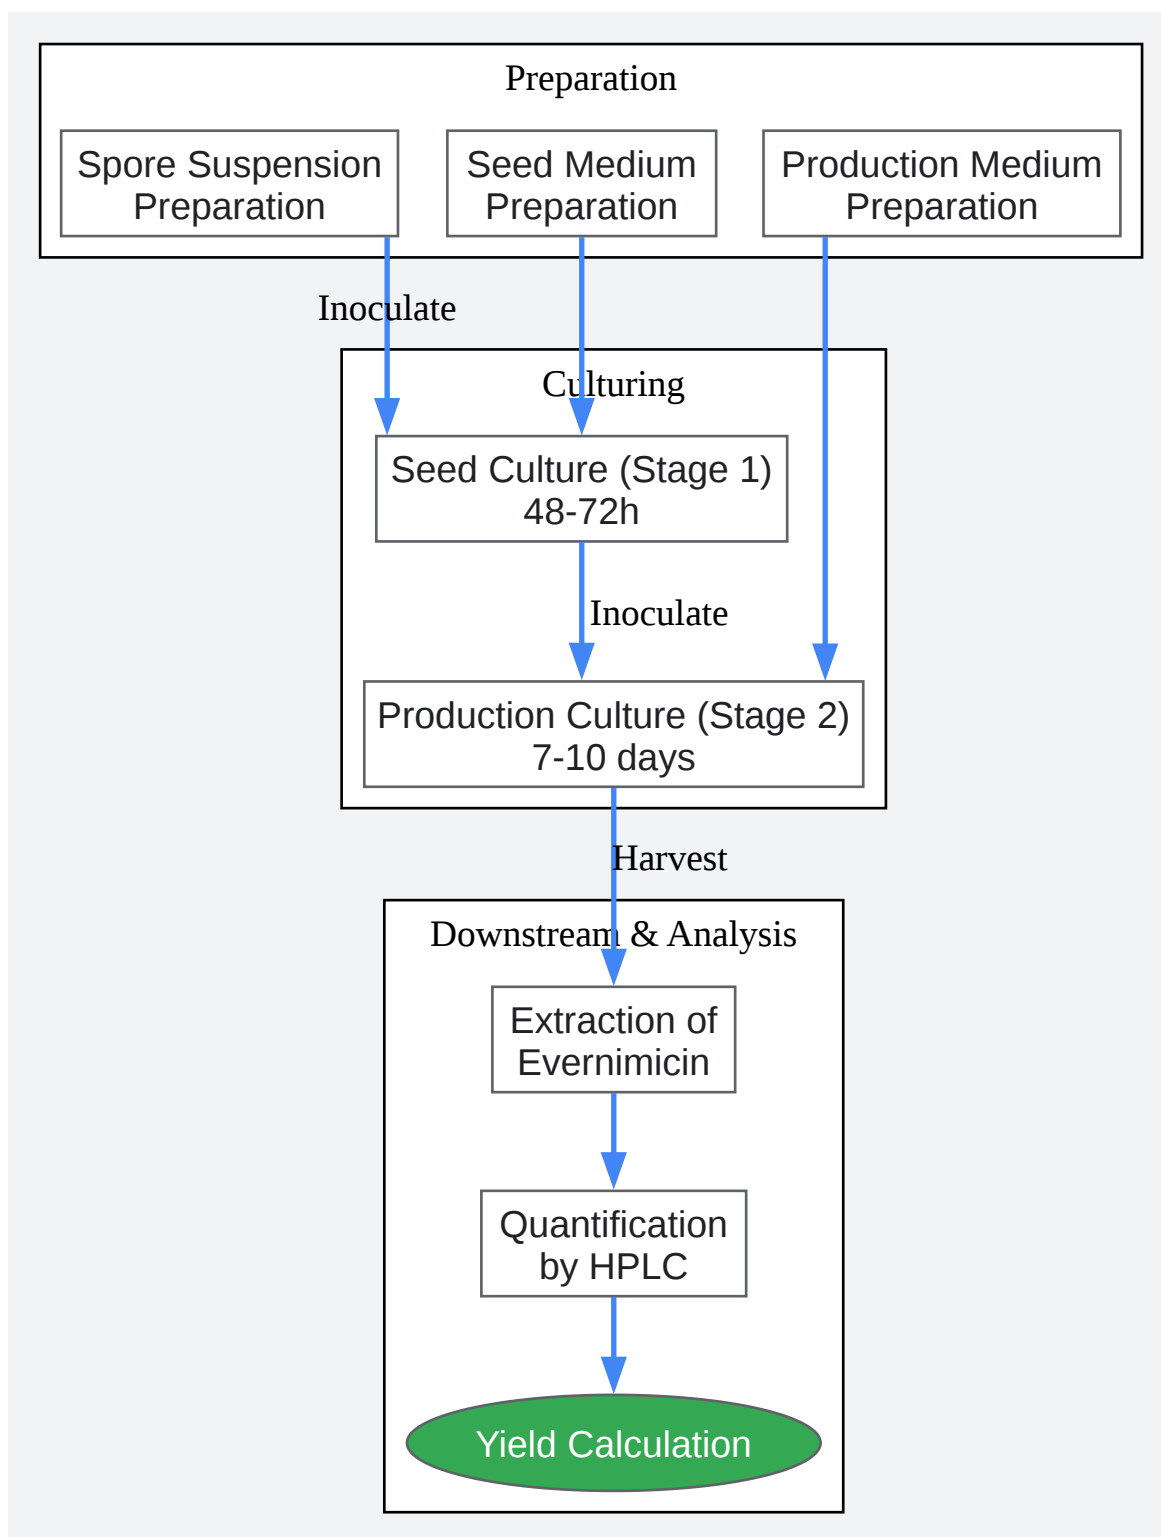 Preparation
Spore Suspension
Preparation
Seed Medium
Preparation
Production Medium
Preparation
Inoculate
Culturing
Seed Culture (Stage 1)
48-72h
Inoculate
Production Culture (Stage 2)
7-10 days
Harvest
Downstream & Analysis
Extraction of
Evernimicin
Quantification
by HPLC
Yield Calculation